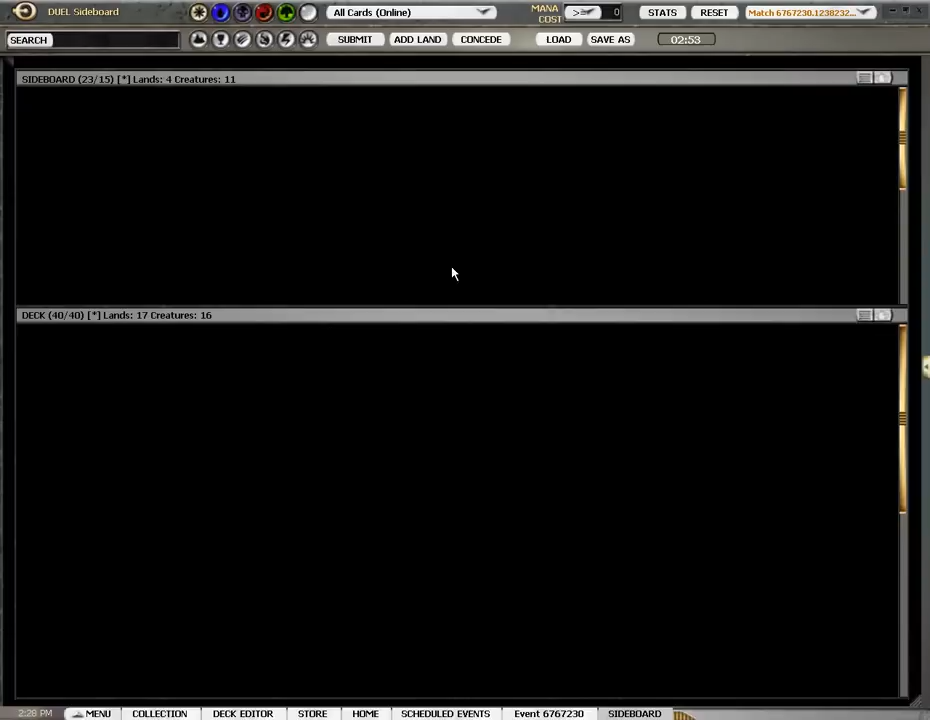 DUEL Sideboard
All Cards (Online)
MANA COST
>=
0
STATS
RESET
Match 6767230.1238232...
SEARCH
SUBMIT
ADD LAND
CONCEDE
LOAD
SAVE AS
02:53
SIDEBOARD (23/15) [*] Lands: 4 Creatures: 11
DECK (40/40) [*] Lands: 17 Creatures: 16
2:28 PM
MENU
COLLECTION
DECK EDITOR
STORE
HOME
SCHEDULED EVENTS
Event 6767230
SIDEBOARD